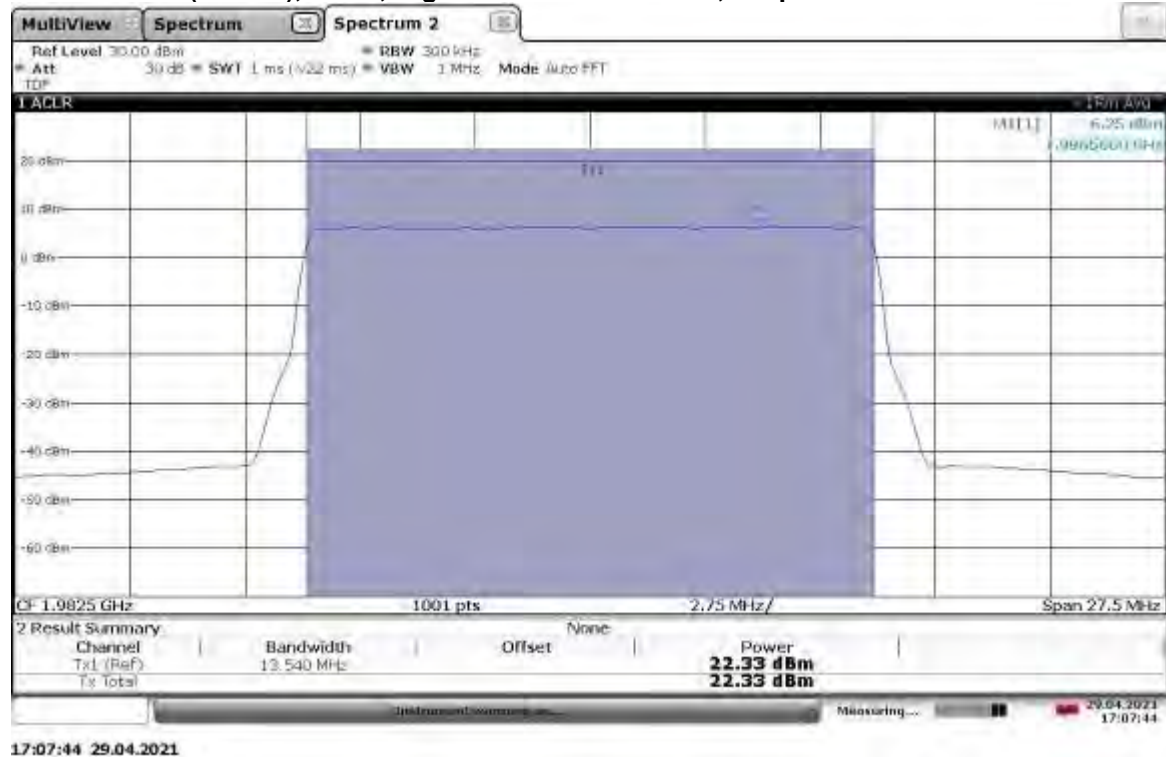 MultiView Spectrum Spectrum 2
Ref Level 30.00 dBm RBW 300 kHz
Att 30 dB SWT 1 ms (~22 ms) VBW 1 MHz Mode Auto FFT
TDF
1 ACLR 1Rm Avg
M1[1] 6.25 dBm
Tx1
20 dBm
10 dBm
0 dBm
-10 dBm
-20 dBm
-30 dBm
-40 dBm
-50 dBm
-60 dBm
CF 1.9825 GHz 1001 pts 2.75 MHz/ Span 27.5 MHz
2 Result Summary None
Channel Bandwidth Offset Power
Tx1 (Ref) 13.540 MHz 22.33 dBm
Tx Total 22.33 dBm
Measuring... 29.04.2021
17:07:44
17:07:44 29.04.2021